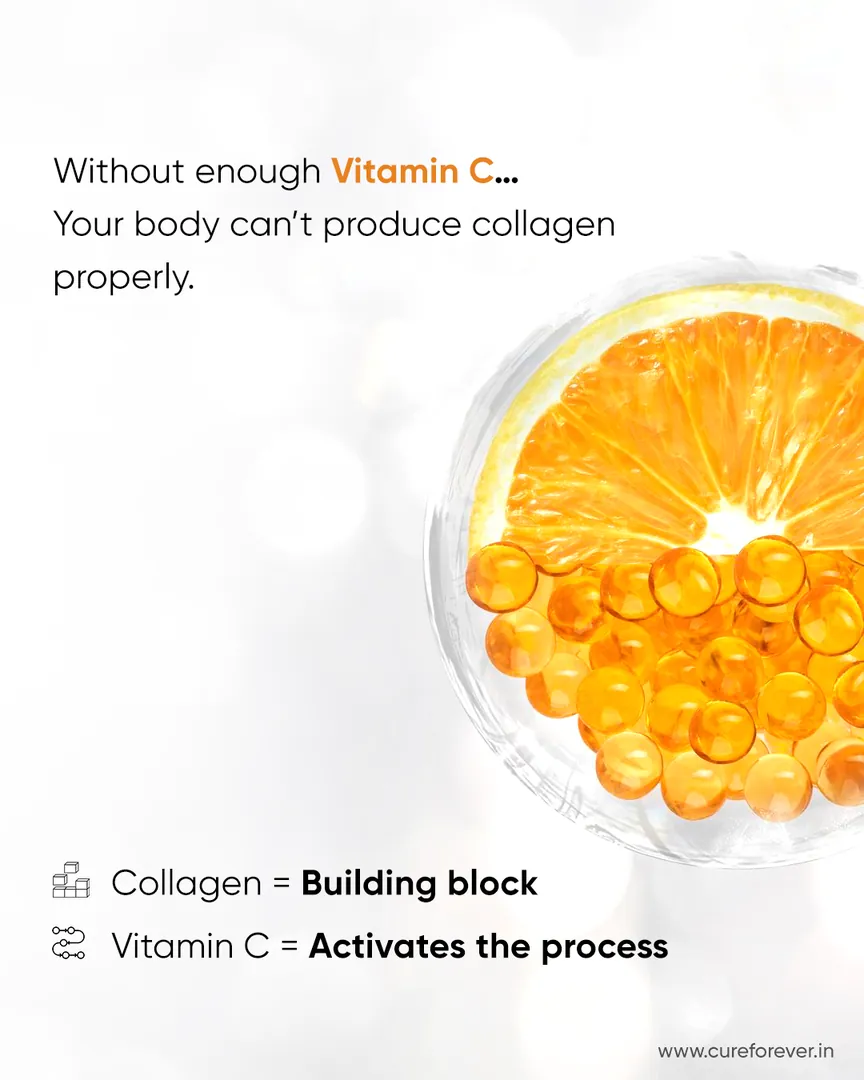 Without enough Vitamin C...
Your body can’t produce collagen
properly.
Collagen = Building block
Vitamin C = Activates the process
www.cureforever.in